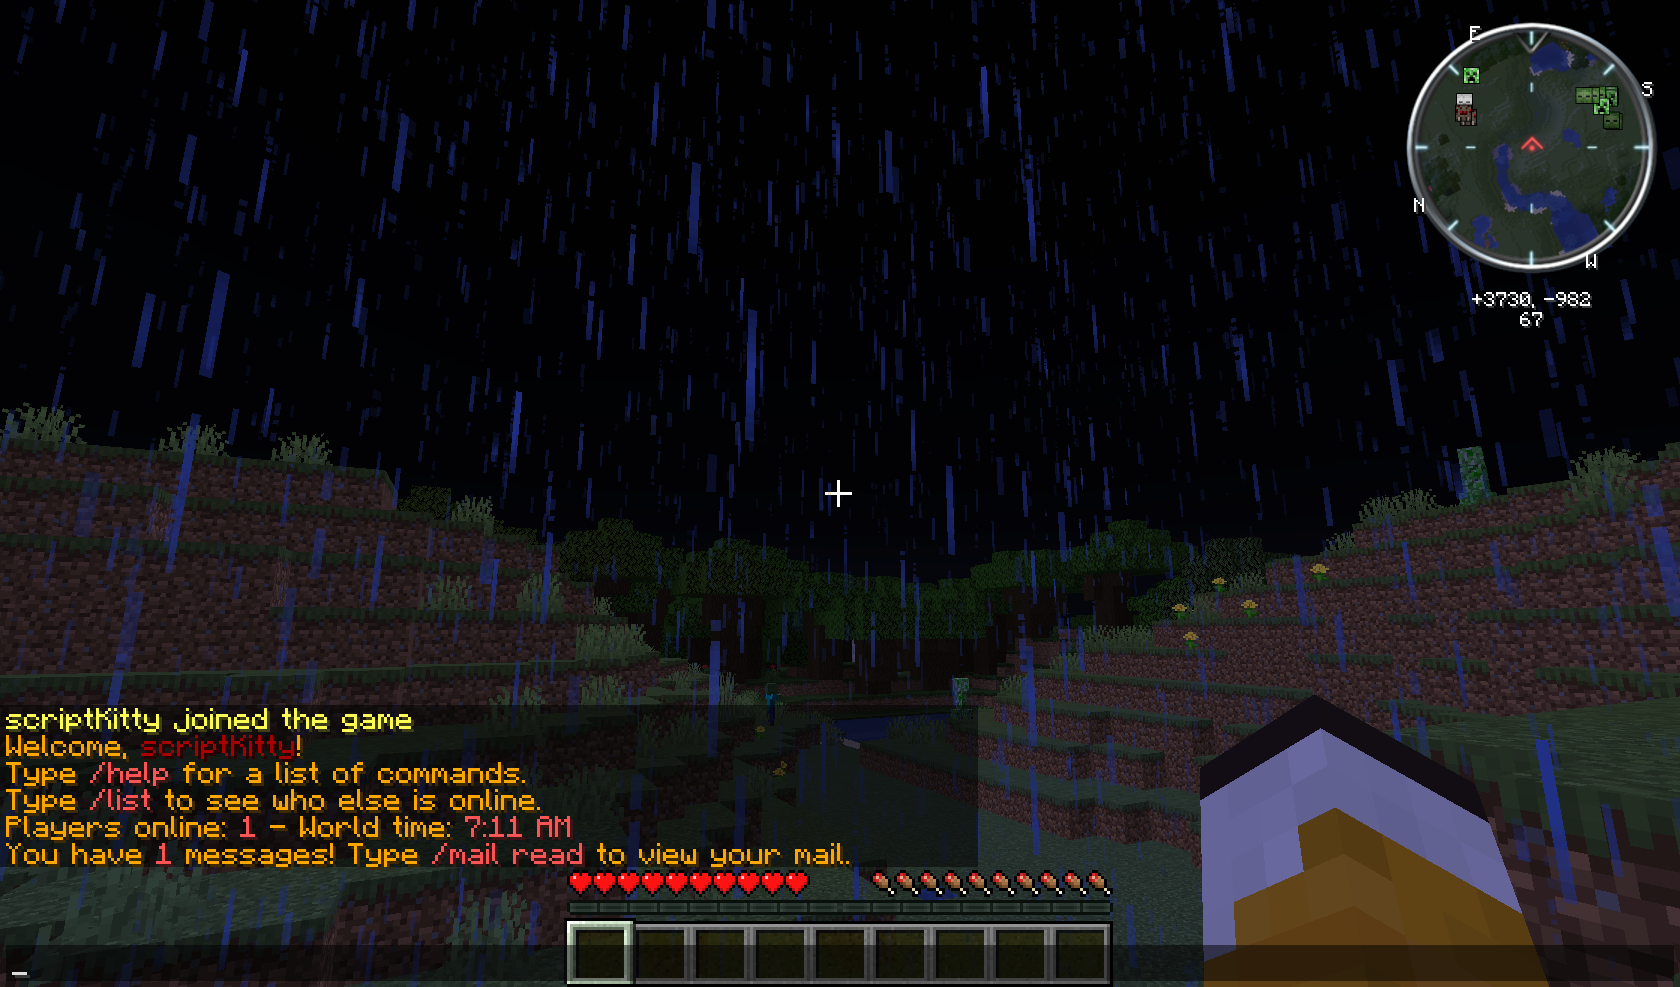 E
S
N
W
+3730, -982
67
scriptKitty joined the game
Welcome, scriptKitty!
Type /help for a list of commands.
Type /list to see who else is online.
Players online: 1 - World time: 7:11 AM
You have 1 messages! Type /mail read to view your mail.
_